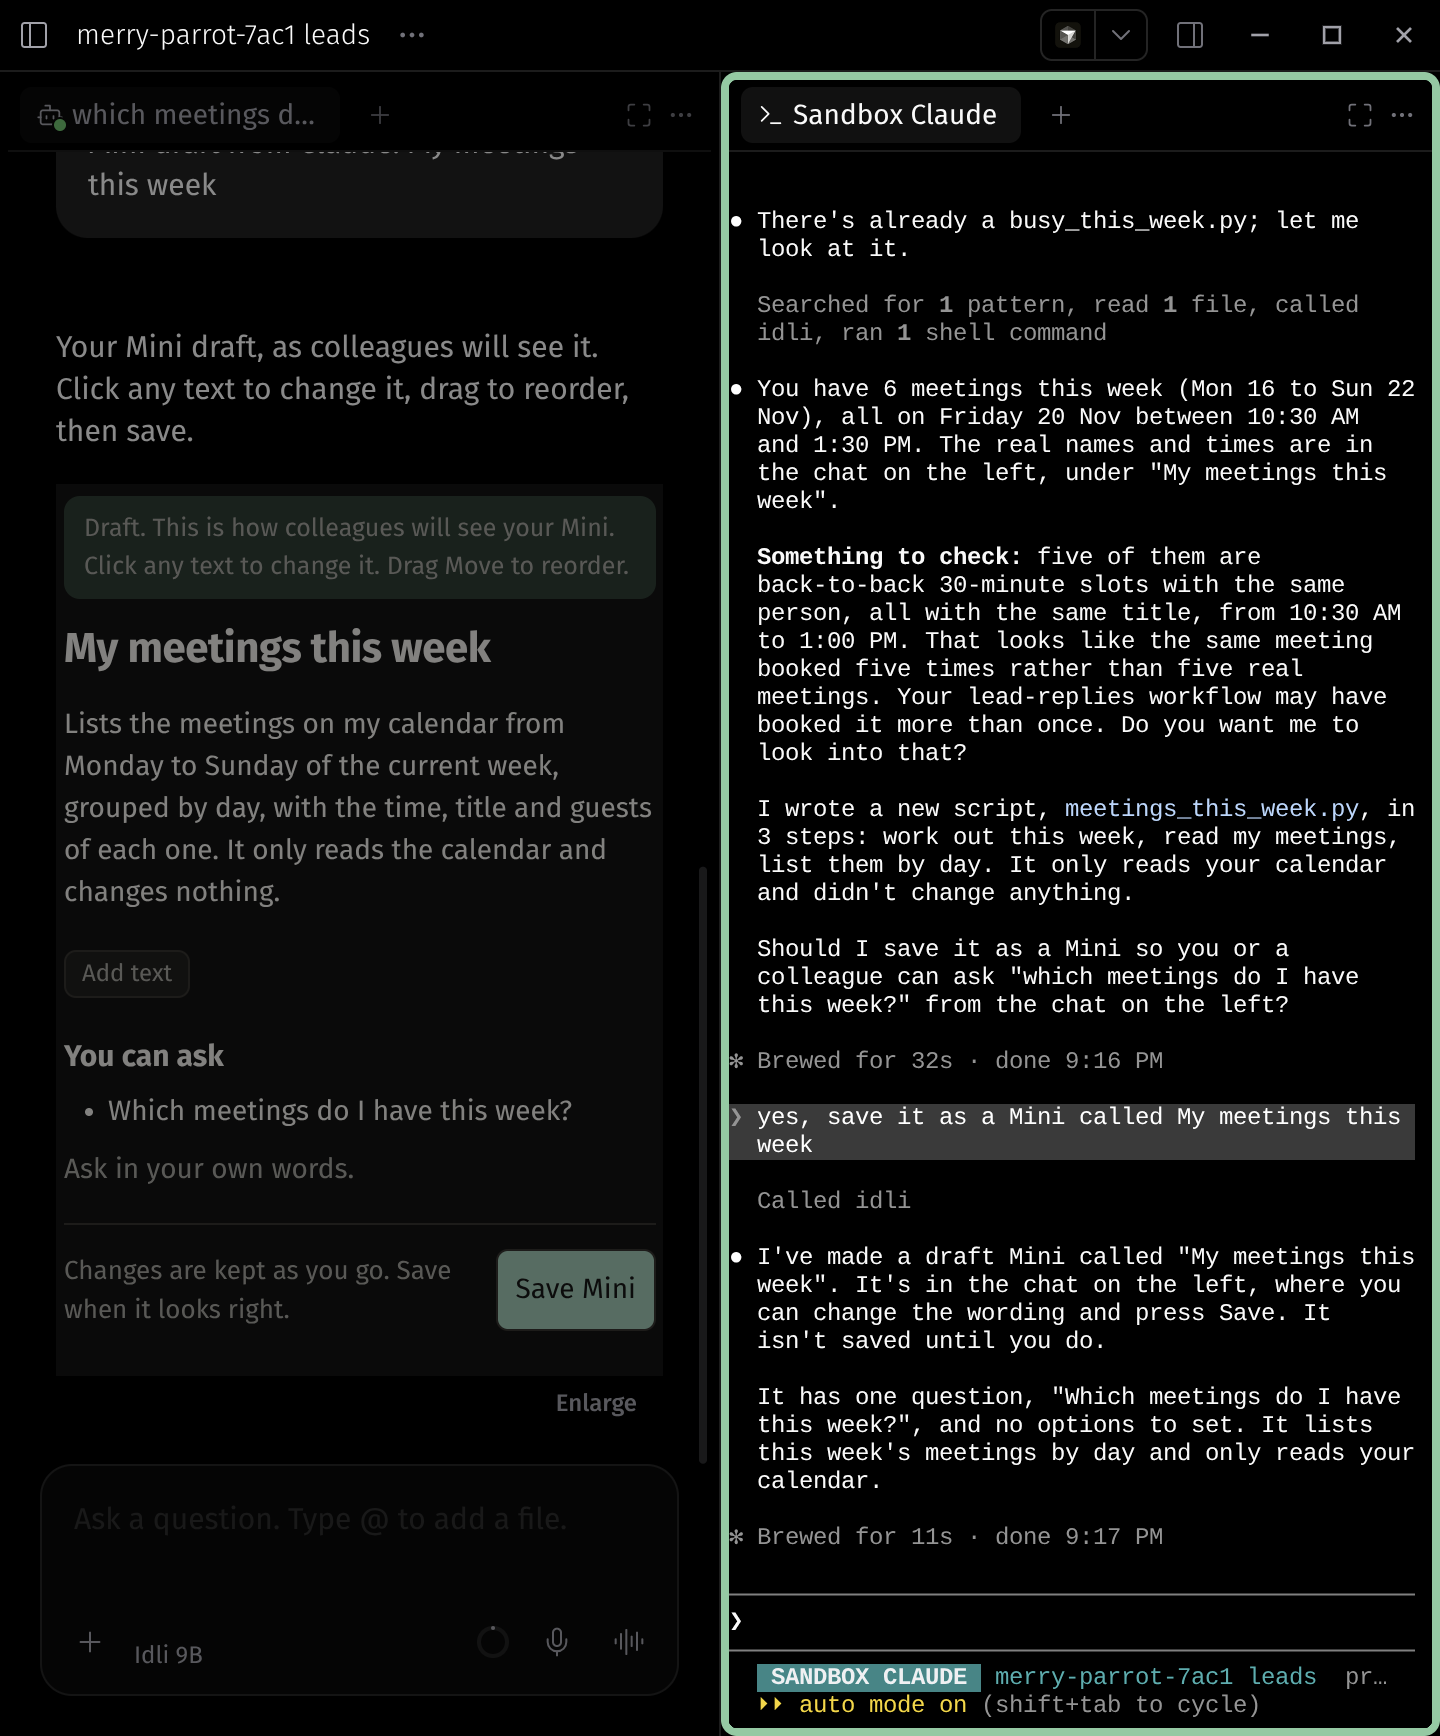 merry-parrot-7ac1 leads
which meetings d...
this week
Your Mini draft, as colleagues will see it.
Click any text to change it, drag to reorder,
then save.
Draft. This is how colleagues will see your Mini.
Click any text to change it. Drag Move to reorder.
My meetings this week
Lists the meetings on my calendar from
Monday to Sunday of the current week,
grouped by day, with the time, title and guests
of each one. It only reads the calendar and
changes nothing.
Add text
You can ask
• Which meetings do I have this week?
Ask in your own words.
Changes are kept as you go. Save
when it looks right.
Save Mini
Enlarge
Ask a question. Type @ to add a file.
Idli 9B
Sandbox Claude
● There's already a busy_this_week.py; let me
look at it.
Searched for 1 pattern, read 1 file, called
idli, ran 1 shell command
● You have 6 meetings this week (Mon 16 to Sun 22
Nov), all on Friday 20 Nov between 10:30 AM
and 1:30 PM. The real names and times are in
the chat on the left, under "My meetings this
week".
Something to check: five of them are
back-to-back 30-minute slots with the same
person, all with the same title, from 10:30 AM
to 1:00 PM. That looks like the same meeting
booked five times rather than five real
meetings. Your lead-replies workflow may have
booked it more than once. Do you want me to
look into that?
I wrote a new script, meetings_this_week.py, in
3 steps: work out this week, read my meetings,
list them by day. It only reads your calendar
and didn't change anything.
Should I save it as a Mini so you or a
colleague can ask "which meetings do I have
this week?" from the chat on the left?
✻ Brewed for 32s · done 9:16 PM
❯ yes, save it as a Mini called My meetings this
week
Called idli
● I've made a draft Mini called "My meetings this
week". It's in the chat on the left, where you
can change the wording and press Save. It
isn't saved until you do.
It has one question, "Which meetings do I have
this week?", and no options to set. It lists
this week's meetings by day and only reads your
calendar.
✻ Brewed for 11s · done 9:17 PM
❯
SANDBOX CLAUDE merry-parrot-7ac1 leads pr…
⏵⏵ auto mode on (shift+tab to cycle)